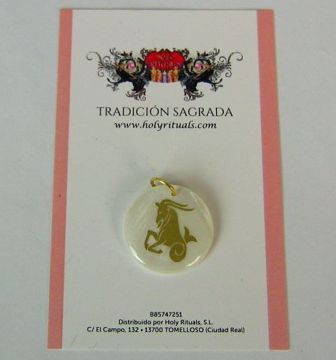 TRADICIÓN SAGRADA
www.holyrituals.com
B85747251
Distribuido por Holy Rituals, S.L.
C/ El Campo, 132 • 13700 TOMELLOSO (Ciudad Real)